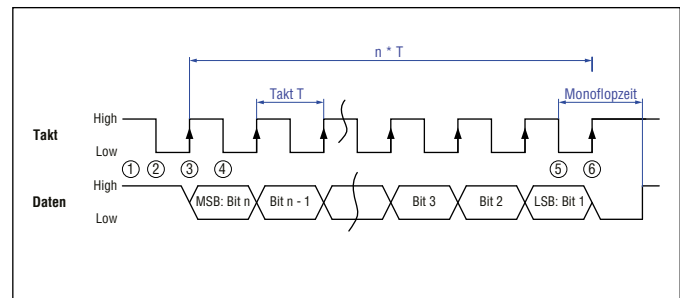 n * T
Takt T
Monoflopzeit
High
Takt
Low
1 2 3 4 5 6
High
Daten
MSB: Bit n Bit n - 1 Bit 3 Bit 2 LSB: Bit 1
Low